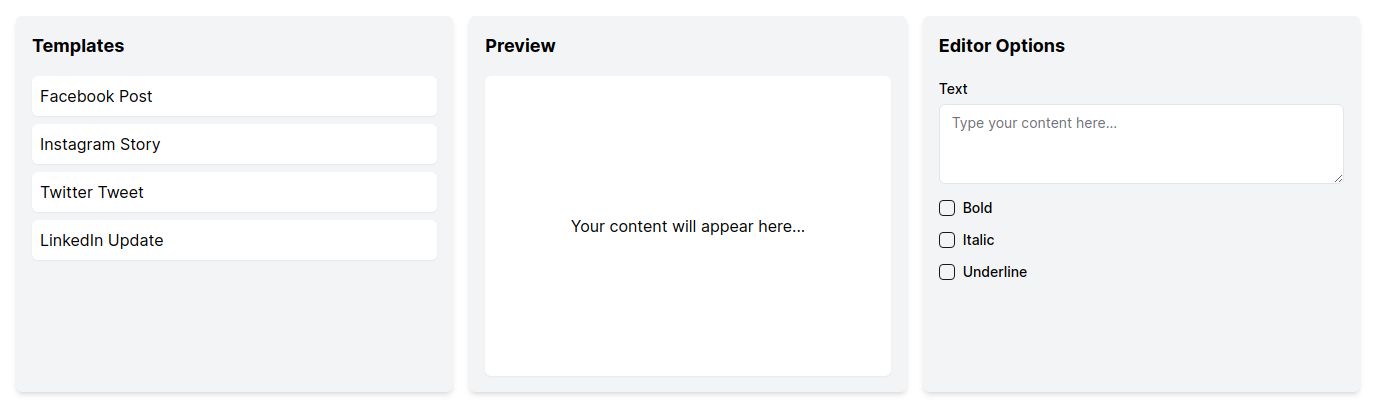 Templates
Facebook Post
Instagram Story
Twitter Tweet
LinkedIn Update
Preview
Your content will appear here...
Editor Options
Text
Type your content here...
Bold
Italic
Underline